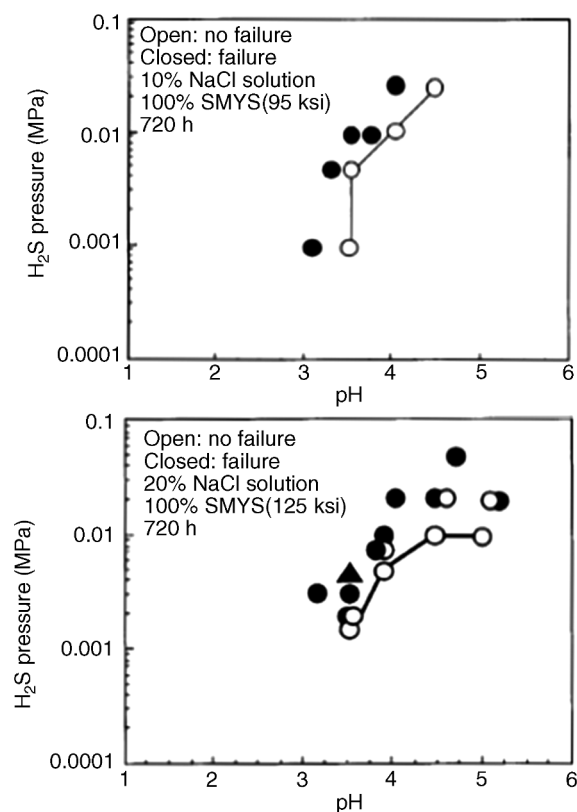 0.1
Open: no failure
Closed: failure
10% NaCl solution
100% SMYS(95 ksi)
720 h
0.01
0.001
0.0001
H₂S pressure (MPa)
1 2 3 4 5 6
pH
0.1
Open: no failure
Closed: failure
20% NaCl solution
100% SMYS(125 ksi)
720 h
0.01
0.001
0.0001
H₂S pressure (MPa)
1 2 3 4 5 6
pH